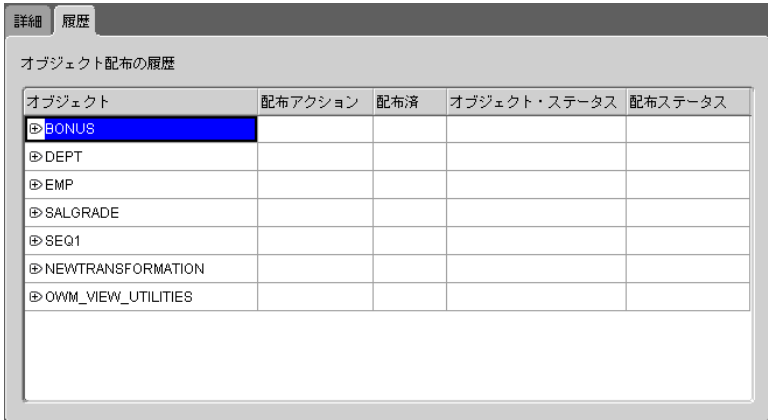 詳細 履歴
オブジェクト配布の履歴
オブジェクト 配布アクション 配布済 オブジェクト・ステータス 配布ステータス
BONUS
DEPT
EMP
SALGRADE
SEQ1
NEWTRANSFORMATION
OWM_VIEW_UTILITIES